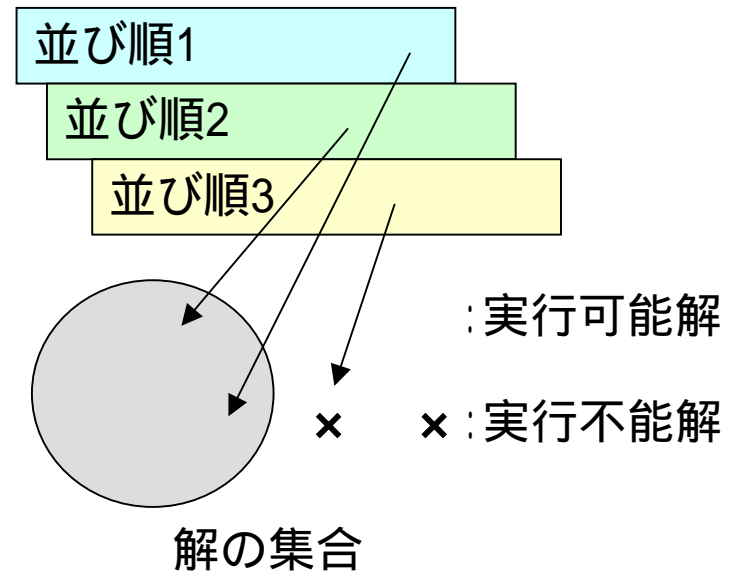 並び順1
並び順2
並び順3
:実行可能解
× × :実行不能解
解の集合